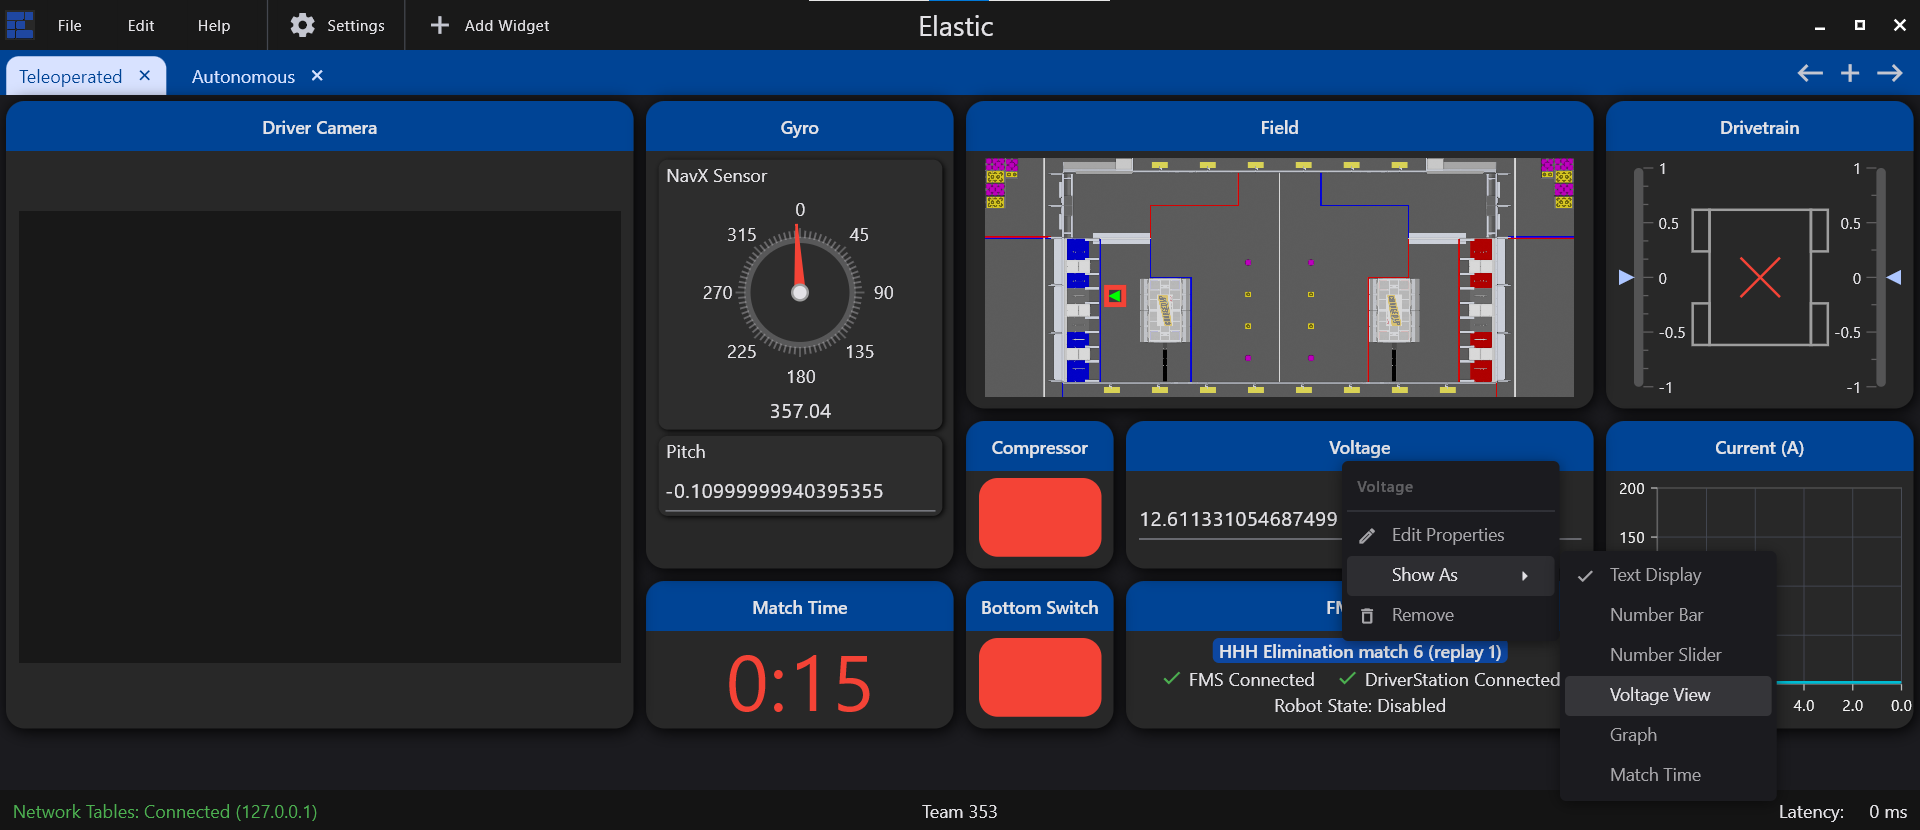 File Edit Help Settings Add Widget Elastic
Teleoperated Autonomous
Driver Camera
Gyro
NavX Sensor
0
315 45
270 90
225 135
180
357.04
Pitch
-0.10999999940395355
Field
Drivetrain
1 1
0.5 0.5
0 0
-0.5 -0.5
-1 -1
Match Time
0:15
Compressor
Bottom Switch
Voltage
12.611331054687499
Voltage
Edit Properties
Show As
Remove
Text Display
Number Bar
Number Slider
Voltage View
Graph
Match Time
HHH Elimination match 6 (replay 1)
FMS Connected DriverStation Connected
Robot State: Disabled
Current (A)
200
150
4.0 2.0 0.0
Network Tables: Connected (127.0.0.1) Team 353 Latency: 0 ms